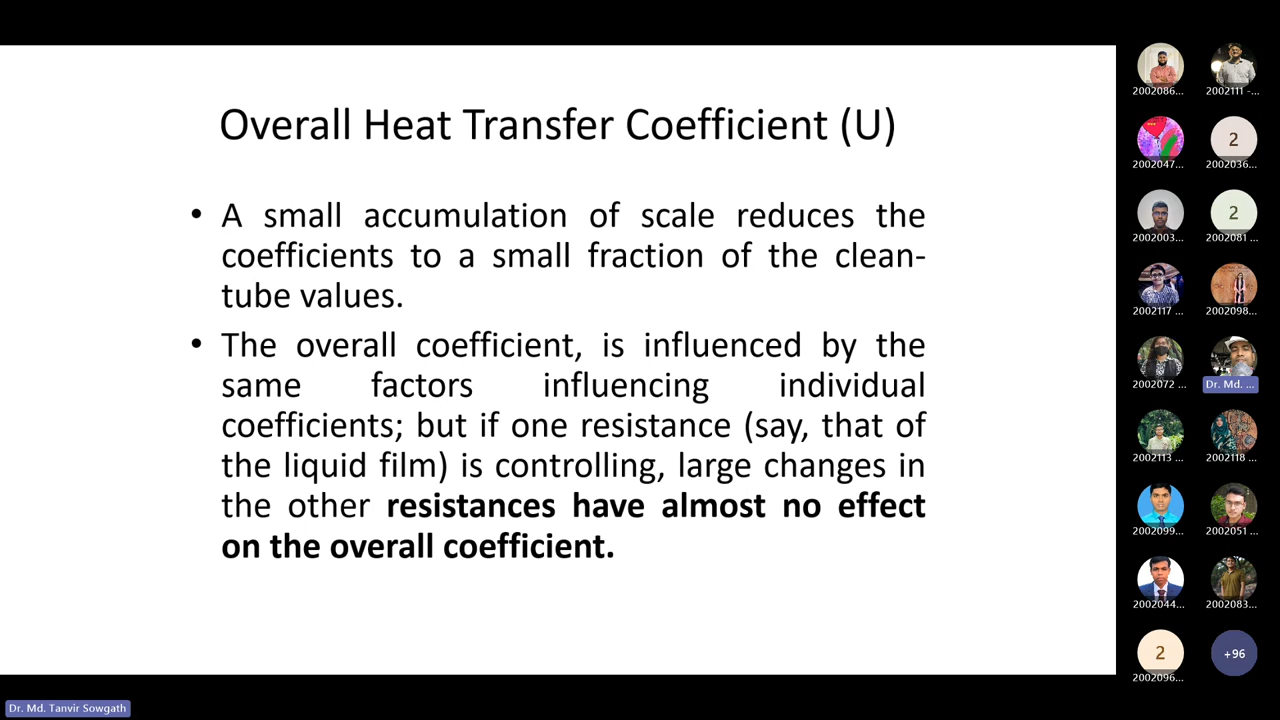 Overall Heat Transfer Coefficient (U)
• A small accumulation of scale reduces the
coefficients to a small fraction of the clean-
tube values.
• The overall coefficient, is influenced by the
same factors influencing individual
coefficients; but if one resistance (say, that of
the liquid film) is controlling, large changes in
the other resistances have almost no effect
on the overall coefficient.
2002086...
2002111 -...
2002047...
2
2002036...
2002003...
2
2002081 ...
2002117 ...
2002098...
2002072 ...
Dr. Md. ...
2002113 ...
2002118 ...
2002099...
2002051 ...
2002044...
2002083...
2
2002096...
+96
Dr. Md. Tanvir Sowgath